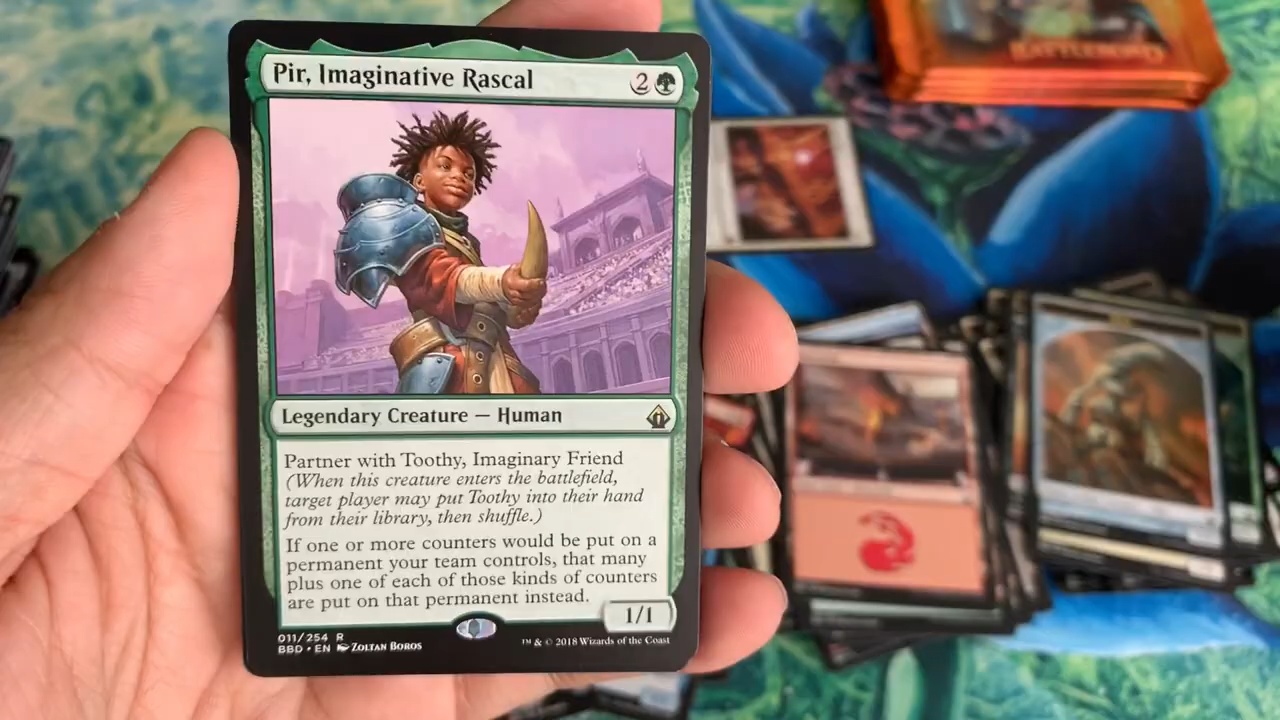 Pir, Imaginative Rascal 2
BATTLEBOND
Legendary Creature — Human
Partner with Toothy, Imaginary Friend
(When this creature enters the battlefield,
target player may put Toothy into their hand
from their library, then shuffle.)
If one or more counters would be put on a
permanent your team controls, that many
plus one of each of those kinds of counters
are put on that permanent instead.
1/1
011/254 R
BBD • EN Zoltan Boros
™ & © 2018 Wizards of the Coast